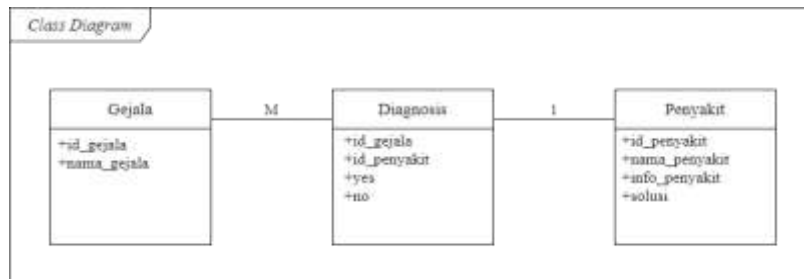 Class Diagram
Gejala
M
Diagnosis
1
Penyakit
+id_gejala
+nama_gejala
+id_gejala
+id_penyakit
+yes
+no
+id_penyakit
+nama_penyakit
+info_penyakit
+solusi